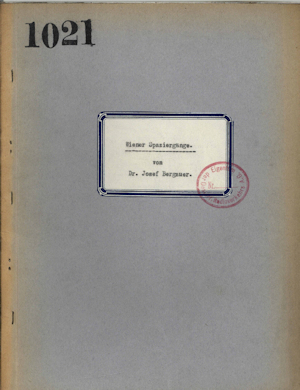 1021
Wiener Spaziergänge.
von
Dr. Josef Bergauer.